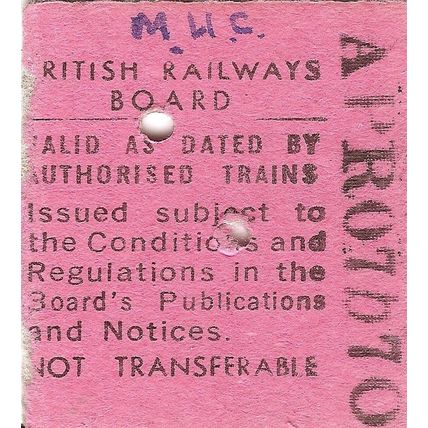 M.H.C.
RITISH RAILWAYS
BOARD
VALID AS DATED BY
AUTHORISED TRAINS
Issued subject to
the Conditions and
Regulations in the
Board's Publications
and Notices.
NOT TRANSFERABLE